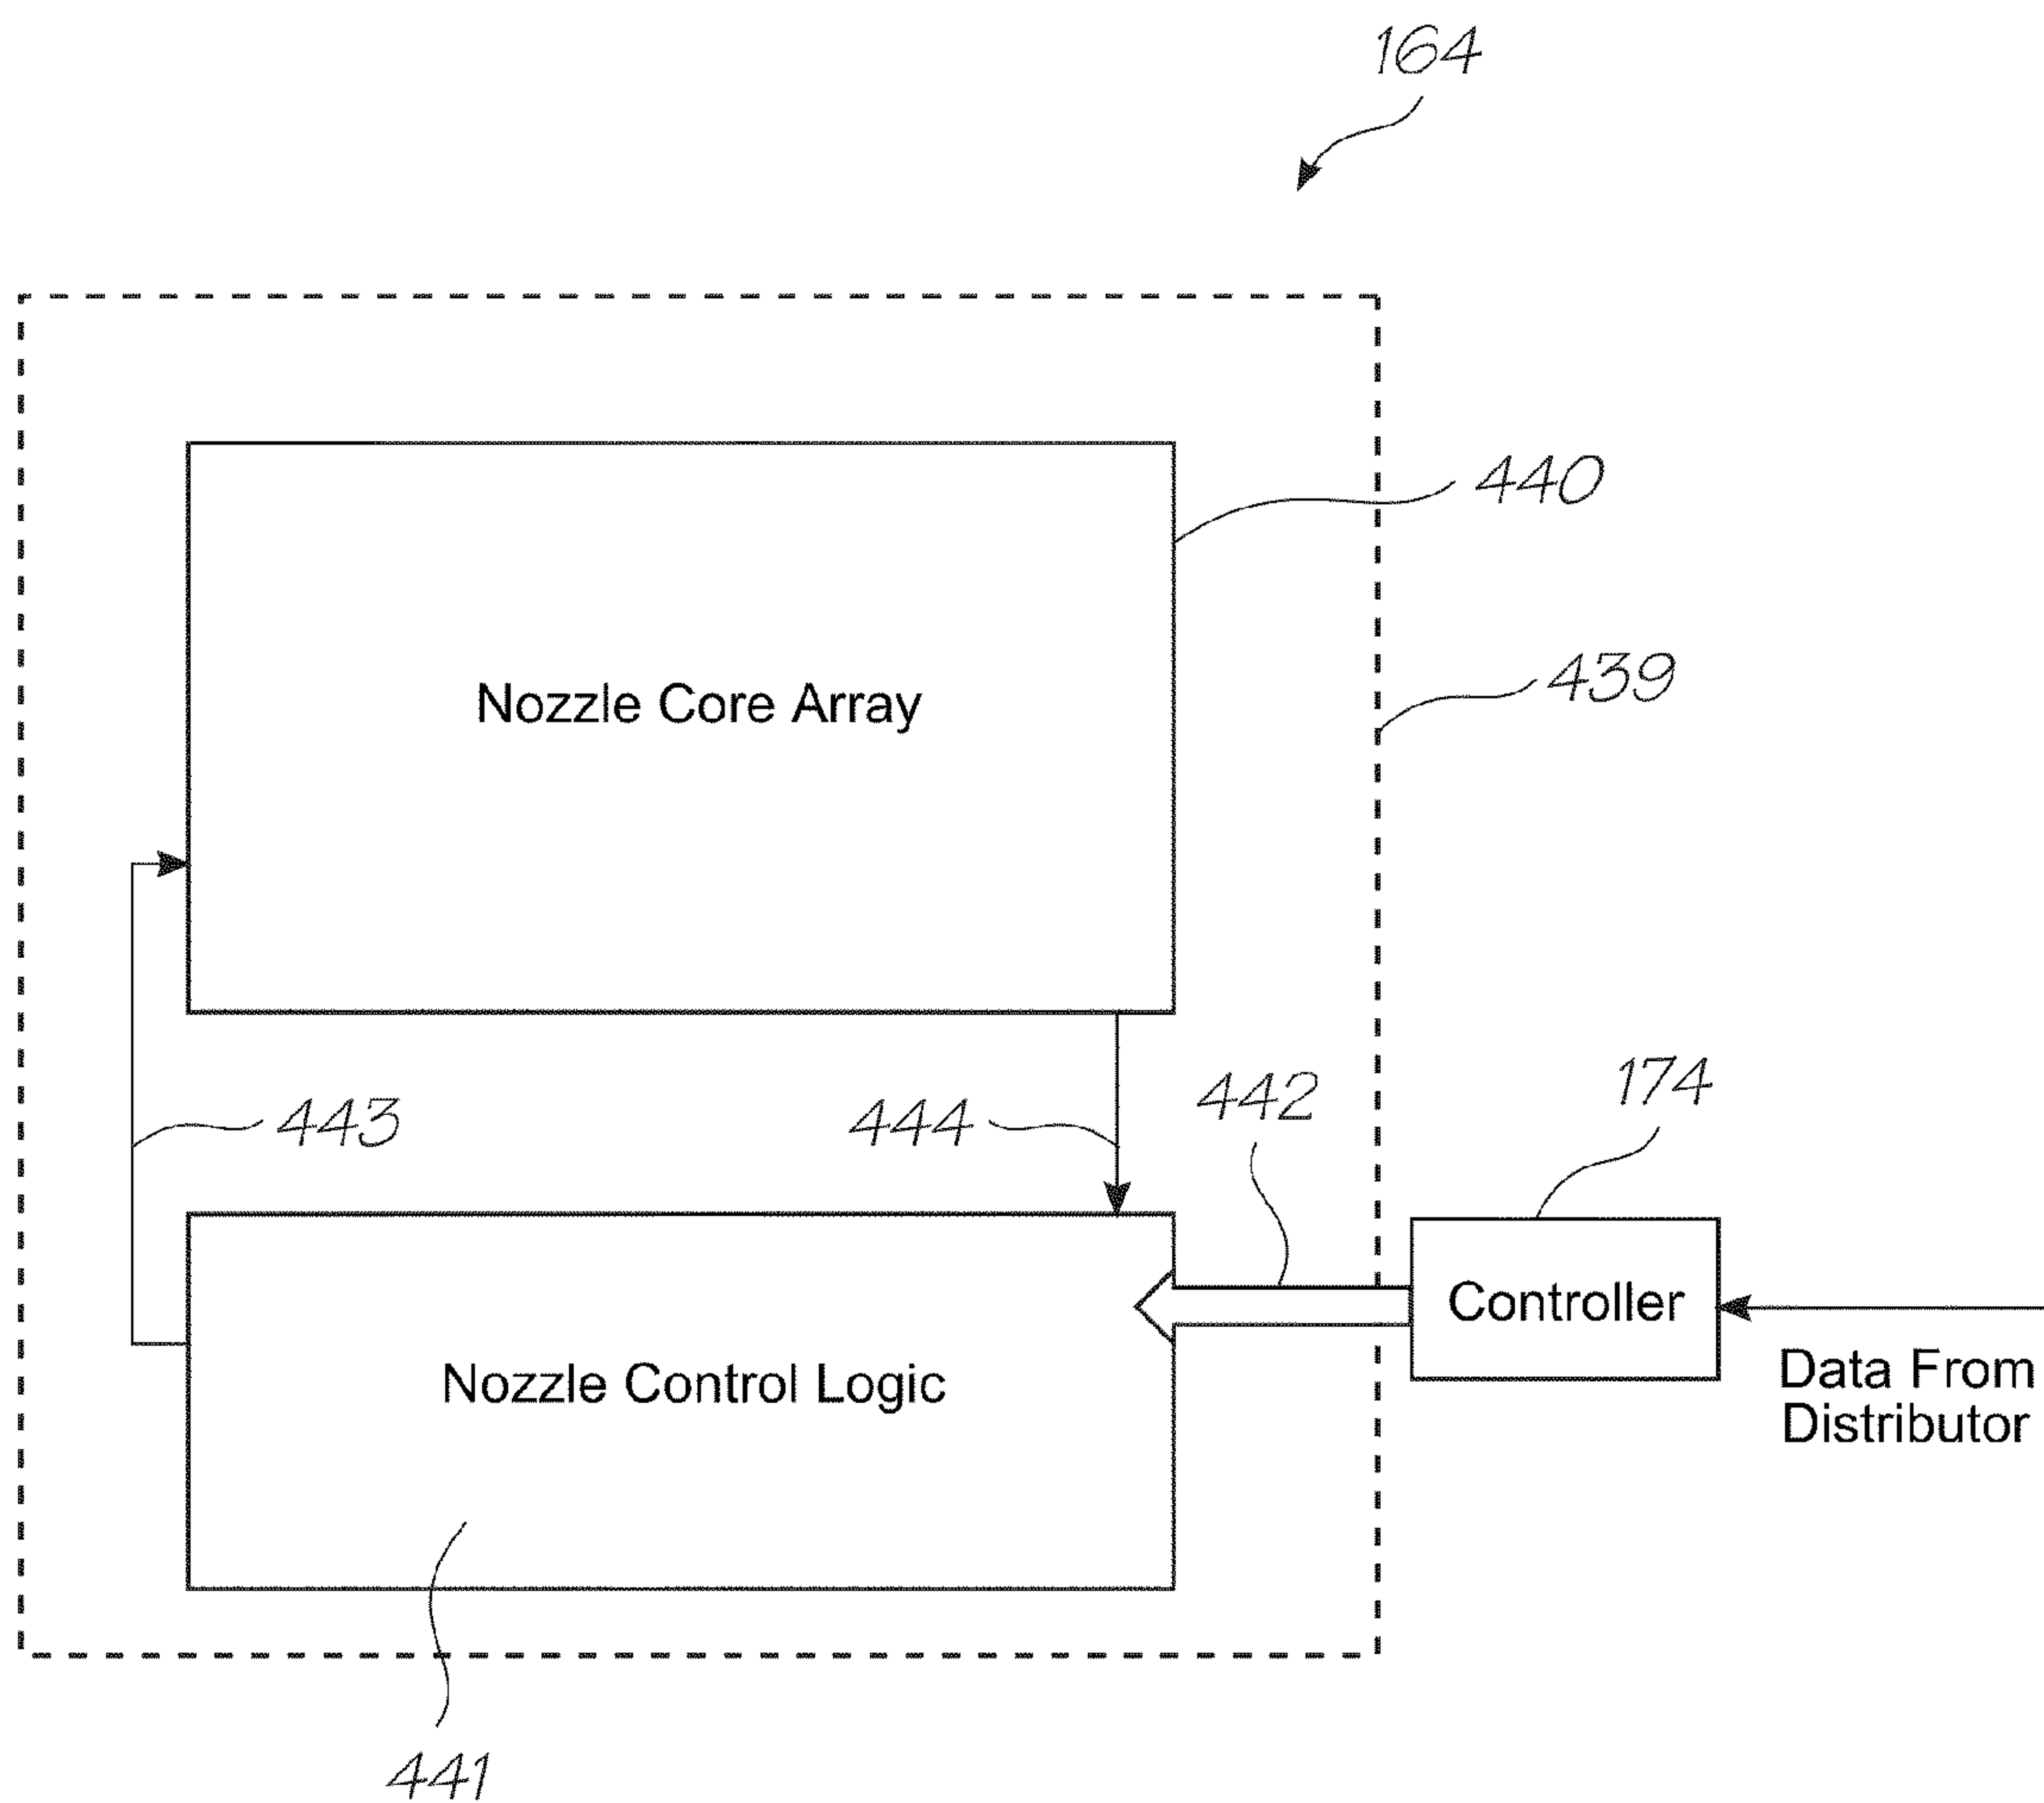 164
440
Nozzle Core Array
439
174
442
443
444
Controller
Data From
Distributor
Nozzle Control Logic
441